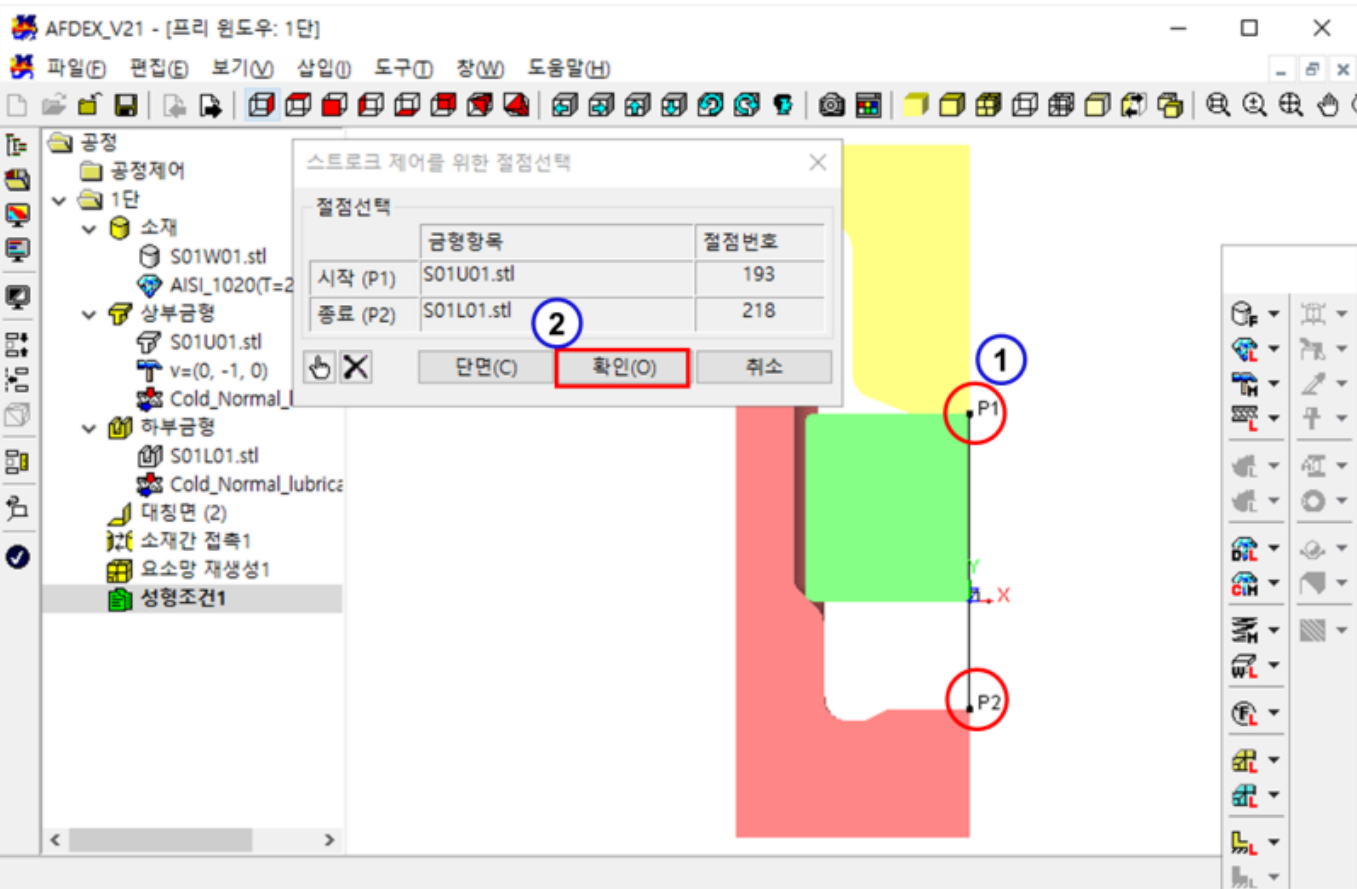 AFDEX_V21 - [프리 윈도우: 1단]
파일(F) 편집(E) 보기(V) 삽입(I) 도구(T) 창(W) 도움말(H)
공정
공정제어
1단
소재
S01W01.stl
AISI_1020(T=2
상부금형
S01U01.stl
v=(0, -1, 0)
Cold_Normal_l
하부금형
S01L01.stl
Cold_Normal_lubrica
대칭면 (2)
소재간 접촉1
요소망 재생성1
성형조건1
스트로크 제어를 위한 절점선택
절점선택
금형항목 절점번호
시작 (P1) S01U01.stl 193
종료 (P2) S01L01.stl 218
2
단면(C) 확인(O) 취소
1
P1
Y
X
P2